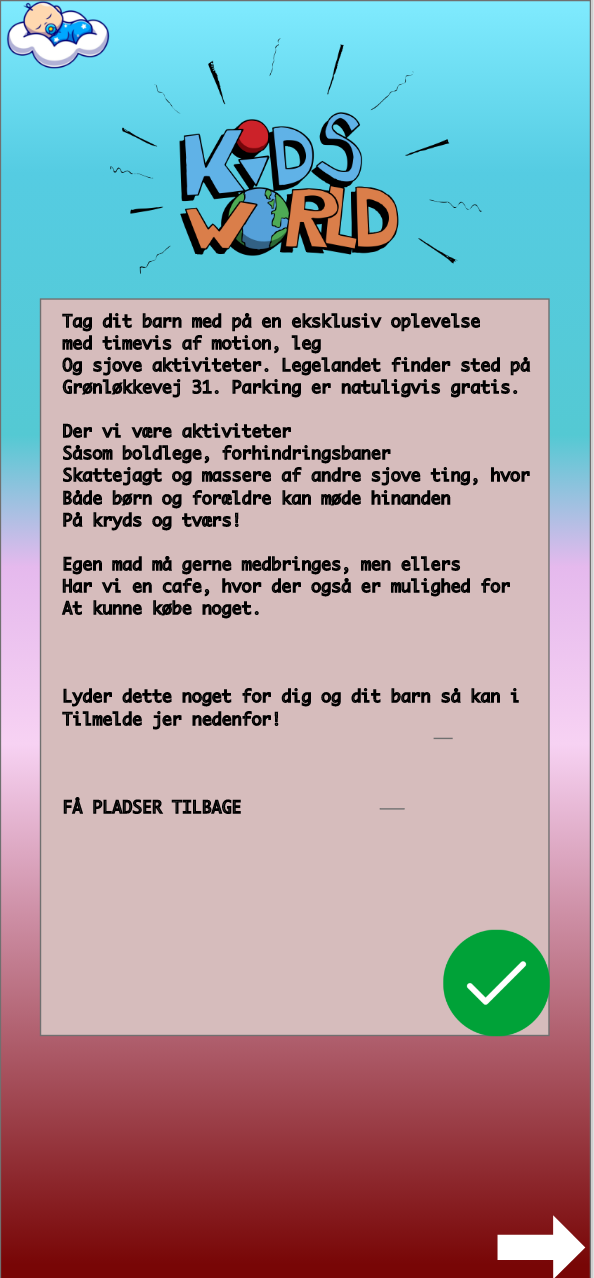 KiDS
WORLD
Tag dit barn med på en eksklusiv oplevelse
med timevis af motion, leg
Og sjove aktiviteter. Legelandet finder sted på
Grønløkkevej 31. Parking er natuligvis gratis.
Der vi være aktiviteter
Såsom boldlege, forhindringsbaner
Skattejagt og massere af andre sjove ting, hvor
Både børn og forældre kan møde hinanden
På kryds og tværs!
Egen mad må gerne medbringes, men ellers
Har vi en cafe, hvor der også er mulighed for
At kunne købe noget.
Lyder dette noget for dig og dit barn så kan i
Tilmelde jer nedenfor!
FÅ PLADSER TILBAGE